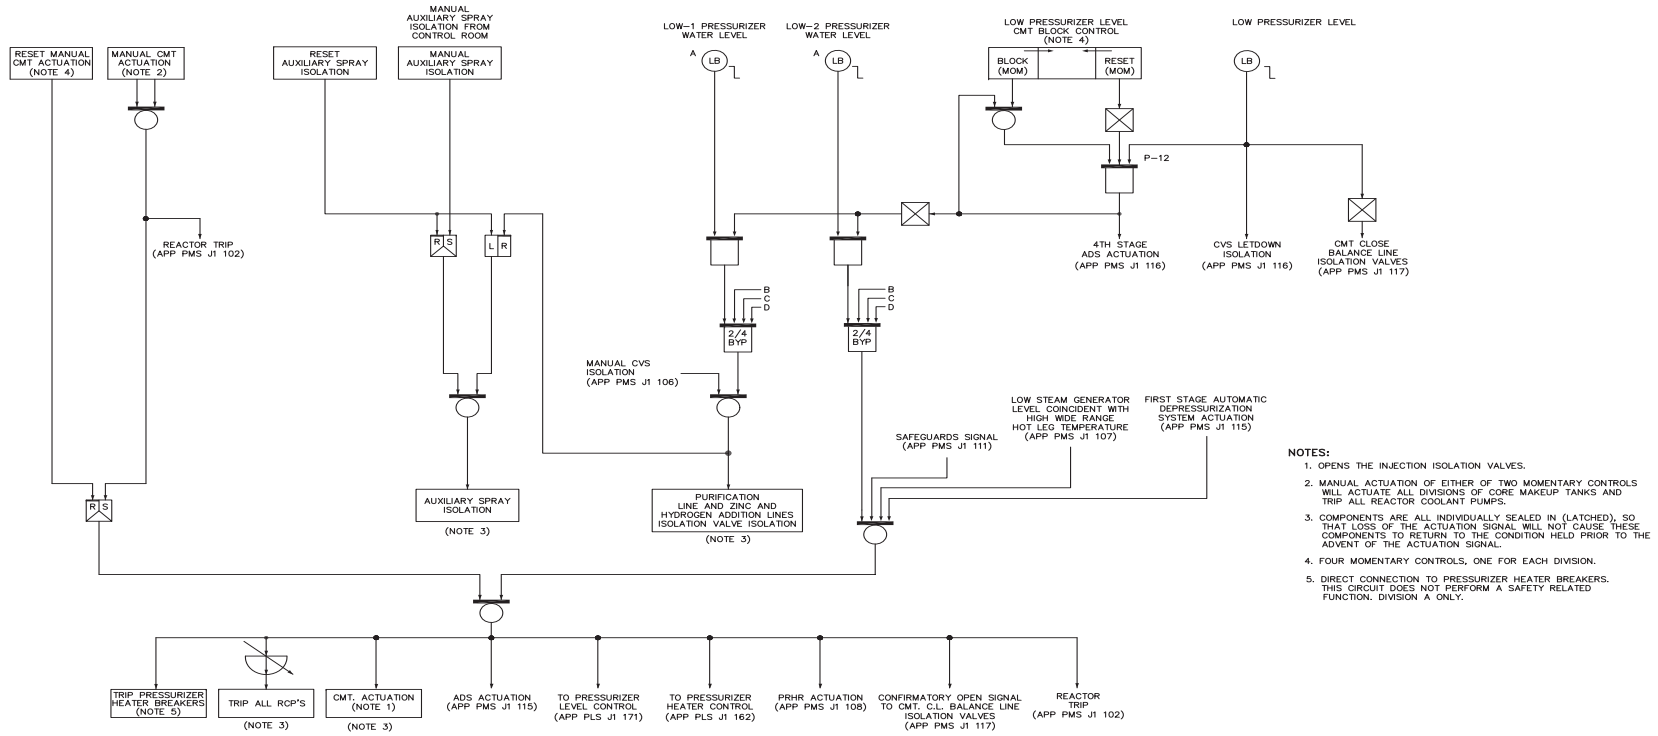 MANUAL
AUXILIARY SPRAY
ISOLATION FROM
CONTROL ROOM
LOW-1 PRESSURIZER
WATER LEVEL
LOW-2 PRESSURIZER
WATER LEVEL
LOW PRESSURIZER LEVEL
CMT BLOCK CONTROL
(NOTE 4)
LOW PRESSURIZER LEVEL
RESET MANUAL
CMT ACTUATION
(NOTE 4)
MANUAL CMT
ACTUATION
(NOTE 2)
RESET
AUXILIARY SPRAY
ISOLATION
MANUAL
AUXILIARY SPRAY
ISOLATION
A
LB
A
LB
BLOCK
(MOM)
RESET
(MOM)
LB
P-12
REACTOR TRIP
(APP PMS J1 102)
R S
L R
4TH STAGE
ADS ACTUATION
(APP PMS J1 116)
CVS LETDOWN
ISOLATION
(APP PMS J1 116)
CMT CLOSE
BALANCE LINE
ISOLATION VALVES
(APP PMS J1 117)
B
C
D
B
C
D
2/4
BYP
2/4
BYP
MANUAL CVS
ISOLATION
(APP PMS J1 106)
SAFEGUARDS SIGNAL
(APP PMS J1 111)
LOW STEAM GENERATOR
LEVEL COINCIDENT WITH
HIGH WIDE RANGE
HOT LEG TEMPERATURE
(APP PMS J1 107)
FIRST STAGE AUTOMATIC
DEPRESSURIZATION
SYSTEM ACTUATION
(APP PMS J1 115)
R S
AUXILIARY SPRAY
ISOLATION
(NOTE 3)
PURIFICATION
LINE AND ZINC AND
HYDROGEN ADDITION LINES
ISOLATION VALVE ISOLATION
(NOTE 3)
NOTES:
1. OPENS THE INJECTION ISOLATION VALVES.
2. MANUAL ACTUATION OF EITHER OF TWO MOMENTARY CONTROLS
WILL ACTUATE ALL DIVISIONS OF CORE MAKEUP TANKS AND
TRIP ALL REACTOR COOLANT PUMPS.
3. COMPONENTS ARE ALL INDIVIDUALLY SEALED IN (LATCHED), SO
THAT LOSS OF THE ACTUATION SIGNAL WILL NOT CAUSE THESE
COMPONENTS TO RETURN TO THE CONDITION HELD PRIOR TO THE
ADVENT OF THE ACTUATION SIGNAL.
4. FOUR MOMENTARY CONTROLS, ONE FOR EACH DIVISION.
5. DIRECT CONNECTION TO PRESSURIZER HEATER BREAKERS.
THIS CIRCUIT DOES NOT PERFORM A SAFETY RELATED
FUNCTION. DIVISION A ONLY.
TRIP PRESSURIZER
HEATER BREAKERS
(NOTE 5)
TRIP ALL RCP'S
(NOTE 3)
CMT. ACTUATION
(NOTE 1)
(NOTE 3)
ADS ACTUATION
(APP PMS J1 115)
TO PRESSURIZER
LEVEL CONTROL
(APP PLS J1 171)
TO PRESSURIZER
HEATER CONTROL
(APP PLS J1 162)
PRHR ACTUATION
(APP PMS J1 108)
CONFIRMATORY OPEN SIGNAL
TO CMT. C.L. BALANCE LINE
ISOLATION VALVES
(APP PMS J1 117)
REACTOR
TRIP
(APP PMS J1 102)